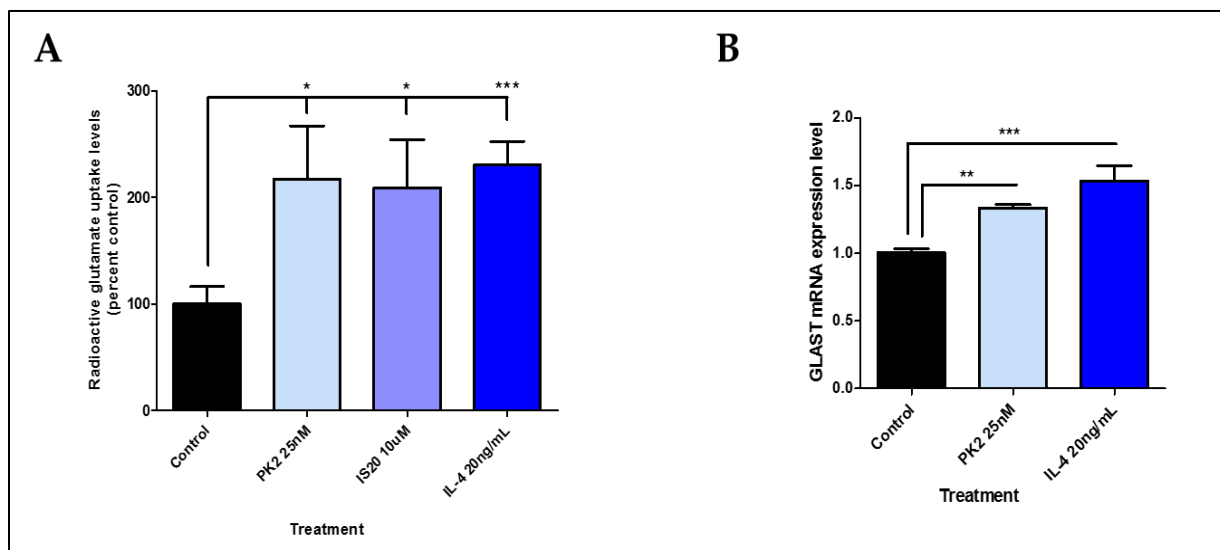 A
Radioactive glutamate uptake levels
(percent control)
300
200
100
0
*
*
***
Control
PK2 25nM
IS20 10uM
IL-4 20ng/mL
Treatment
B
GLAST mRNA expression level
2.0
1.5
1.0
0.5
0.0
***
**
Control
PK2 25nM
IL-4 20ng/mL
Treatment